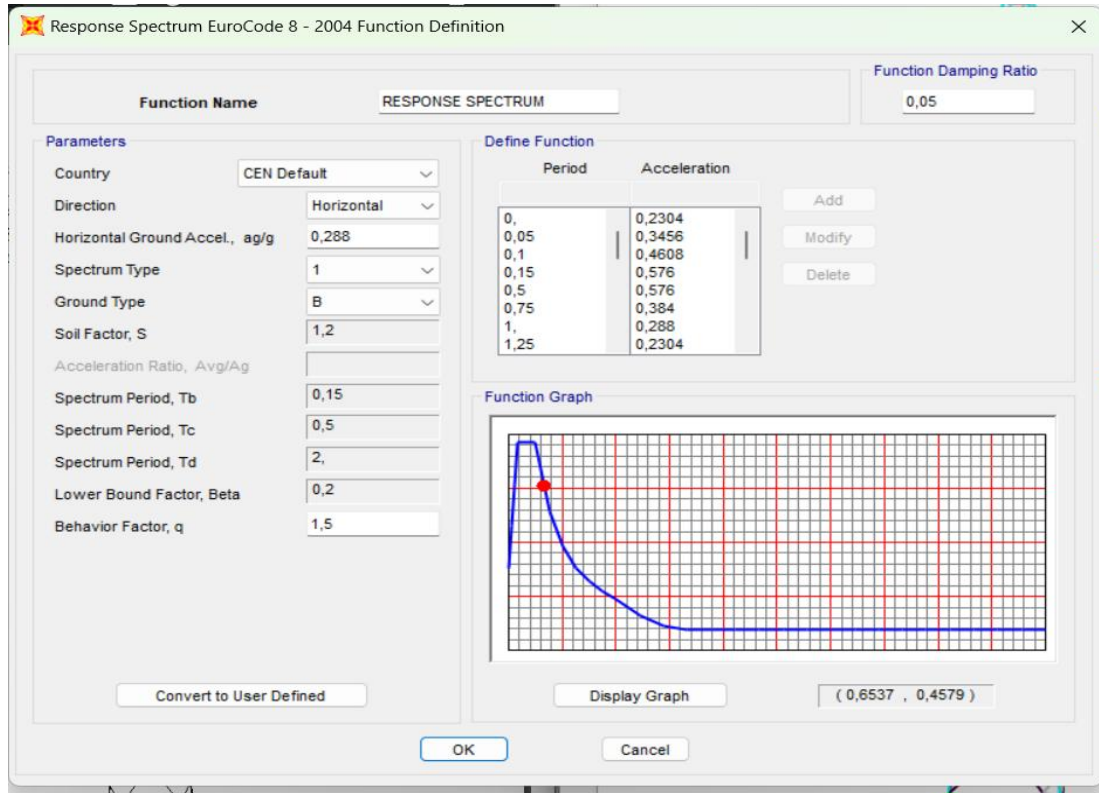 Response Spectrum EuroCode 8 - 2004 Function Definition
Function Damping Ratio
Function Name RESPONSE SPECTRUM 0,05
Parameters
Country CEN Default
Direction Horizontal
Horizontal Ground Accel., ag/g 0,288
Spectrum Type 1
Ground Type B
Soil Factor, S 1,2
Acceleration Ratio, Avg/Ag
Spectrum Period, Tb 0,15
Spectrum Period, Tc 0,5
Spectrum Period, Td 2,
Lower Bound Factor, Beta 0,2
Behavior Factor, q 1,5
Convert to User Defined
Define Function
Period Acceleration
0, 0,2304
0,05 0,3456
0,1 0,4608
0,15 0,576
0,5 0,576
0,75 0,384
1, 0,288
1,25 0,2304
Add
Modify
Delete
Function Graph
Display Graph (0,6537 , 0,4579 )
OK Cancel